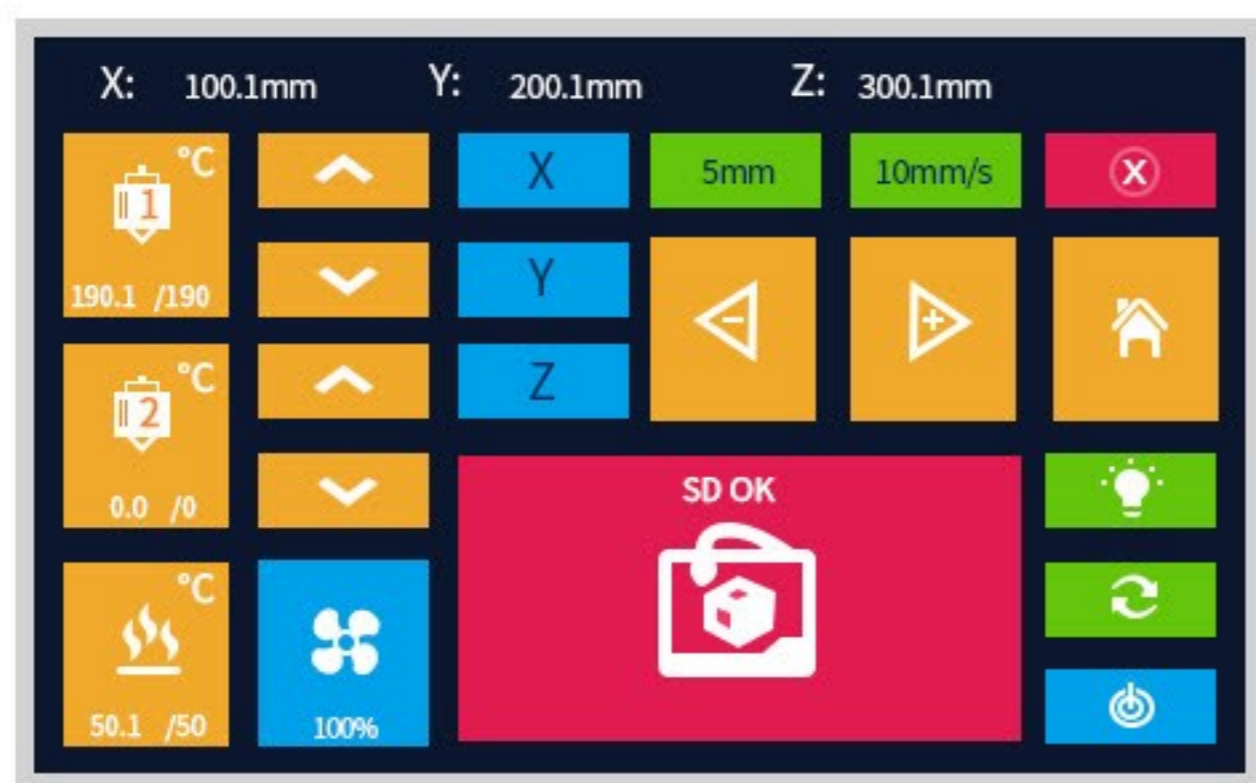 X: 100.1mm Y: 200.1mm Z: 300.1mm
°C
1
190.1 /190
X
5mm
10mm/s
X
Y
°C
2
0.0 /0
Z
- +
SD OK
°C
50.1 /50
100%